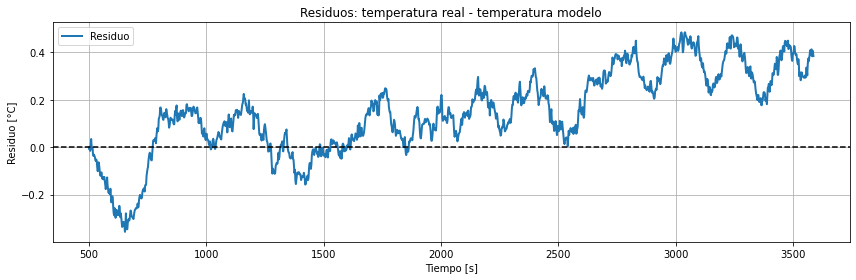 Residuos: temperatura real - temperatura modelo
Residuo
0.4
0.2
0.0
−0.2
Residuo [°C]
500 1000 1500 2000 2500 3000 3500
Tiempo [s]